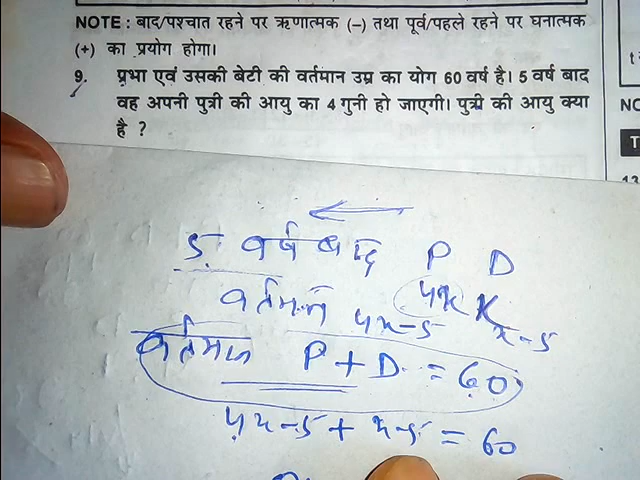 NOTE : बाद/पश्चात रहने पर ऋणात्मक (–) तथा पूर्व/पहले रहने पर घनात्मक
(+) का प्रयोग होगा।
9. प्रभा एवं उसकी बेटी की वर्तमान उम्र का योग 60 वर्ष है। 5 वर्ष बाद
वह अपनी पुत्री की आयु का 4 गुनी हो जाएगी। पुत्री की आयु क्या
है ?
5 वर्ष बाद P D
4x x
वर्तमान 4x-5 x-5
वर्तमान P + D = 60
4x-5 + x-5 = 60
NO
T
13